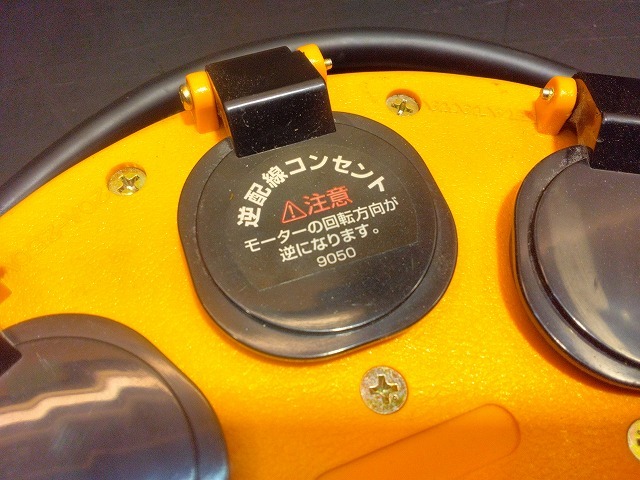 逆配線コンセント
⚠注意
モーターの回転方向が
逆になります。
9050